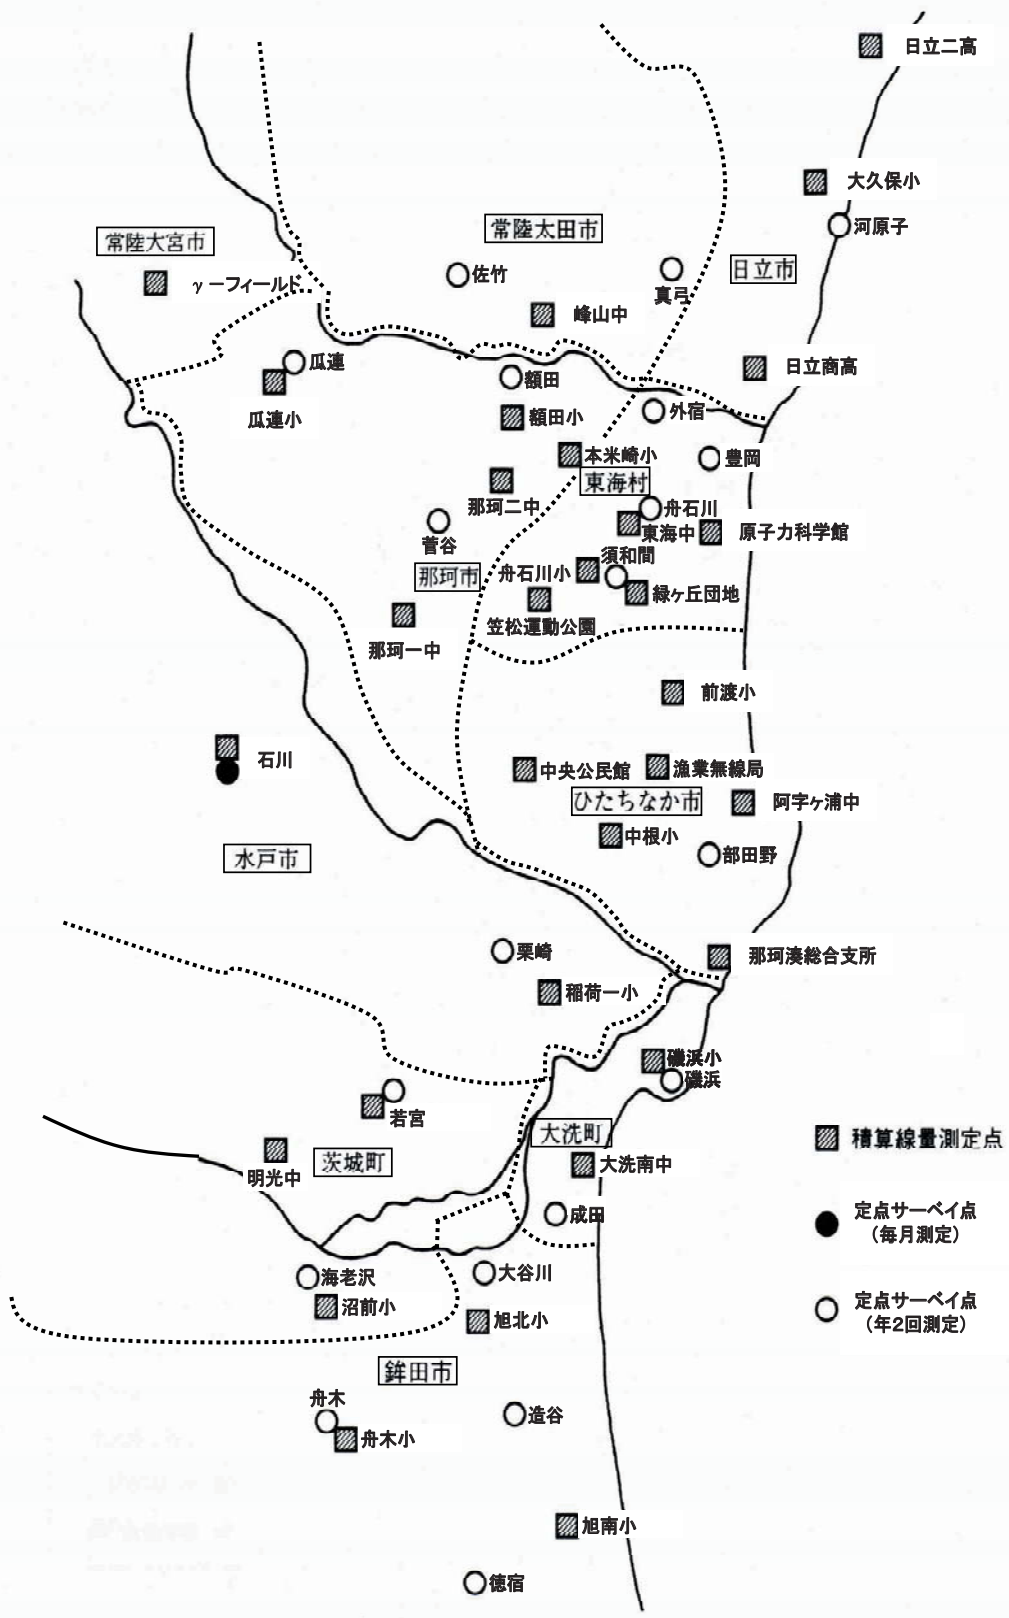 日立二高
大久保小
河原子
常陸太田市
常陸大宮市
日立市
佐竹
真弓
γーフィールド
峰山中
瓜連
日立商高
額田
瓜連小
額田小
外宿
本米崎小
豊岡
東海村
那珂二中
舟石川
東海中
原子力科学館
菅谷
須和間
舟石川小
那珂市
緑ヶ丘団地
笠松運動公園
那珂一中
前渡小
石川
中央公民館
漁業無線局
ひたちなか市
阿字ヶ浦中
中根小
部田野
水戸市
栗崎
那珂湊総合支所
稲荷一小
磯浜小
磯浜
若宮
大洗町
積算線量測定点
茨城町
大洗南中
明光中
成田
定点サーベイ点
（毎月測定）
海老沢
大谷川
沼前小
旭北小
定点サーベイ点
（年2回測定）
鉾田市
舟木
造谷
舟木小
旭南小
徳宿